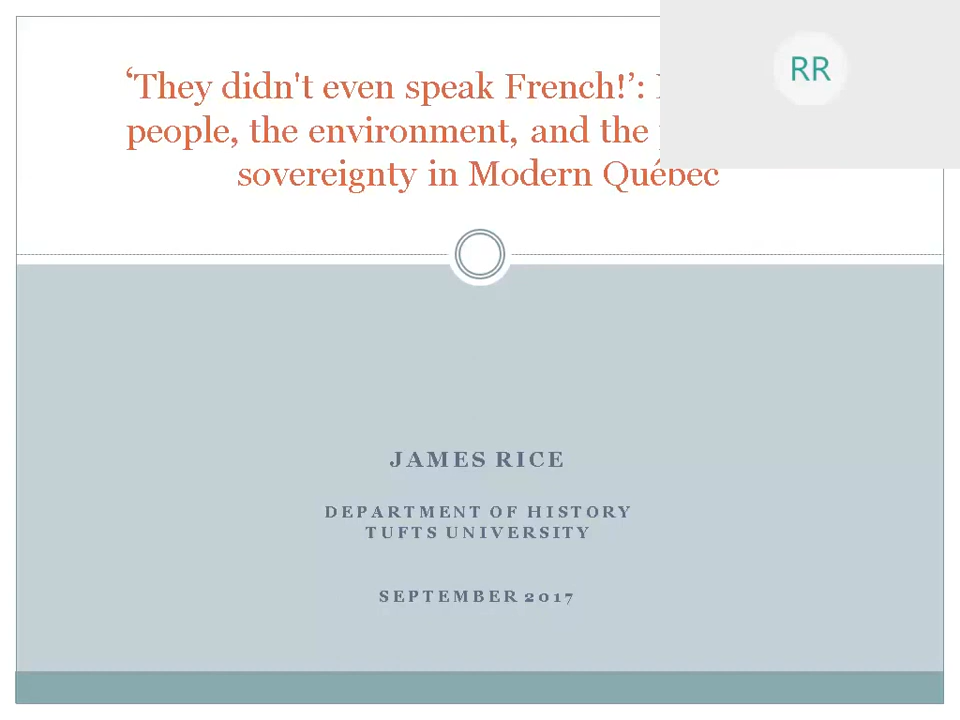 ‘They didn't even speak French!’:
people, the environment, and the
sovereignty in Modern Québec
RR
JAMES RICE
DEPARTMENT OF HISTORY
TUFTS UNIVERSITY
SEPTEMBER 2017